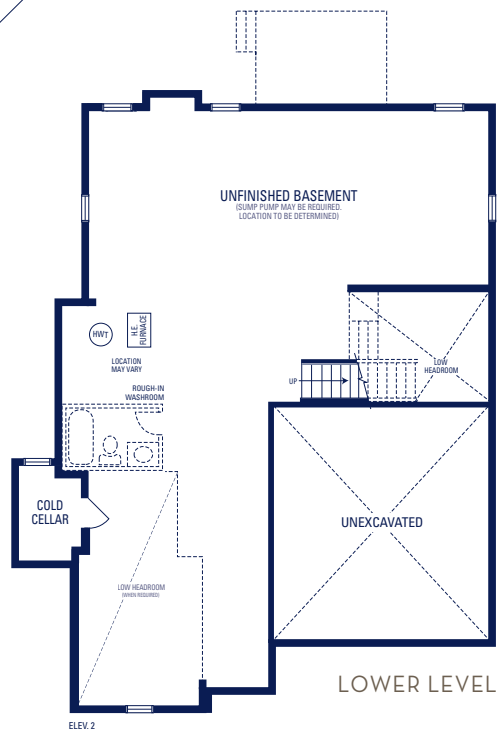 UNFINISHED BASEMENT
(SUMP PUMP MAY BE REQUIRED.
LOCATION TO BE DETERMINED)
HWT
H.E.
FURNACE
LOCATION
MAY VARY
LOW
HEADROOM
UP
ROUGH-IN
WASHROOM
COLD
CELLAR
UNEXCAVATED
LOW HEADROOM
(WHEN REQUIRED)
LOWER LEVEL
ELEV. 2